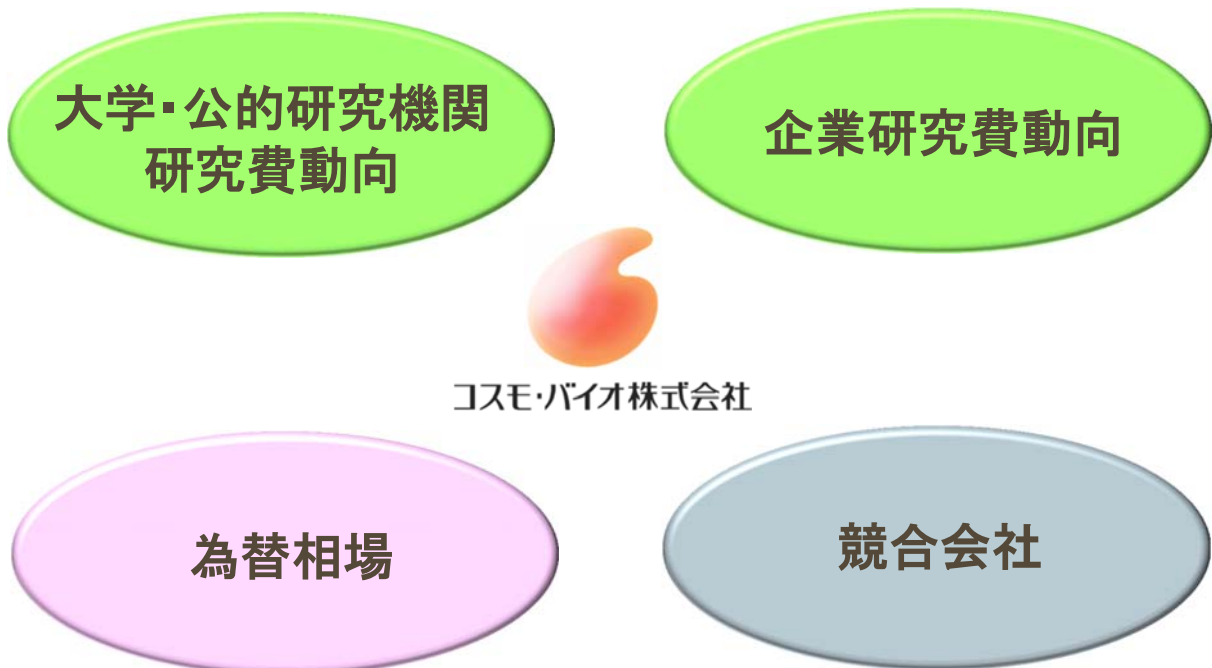 大学・公的研究機関
研究費動向
企業研究費動向
コスモ・バイオ株式会社
為替相場
競合会社